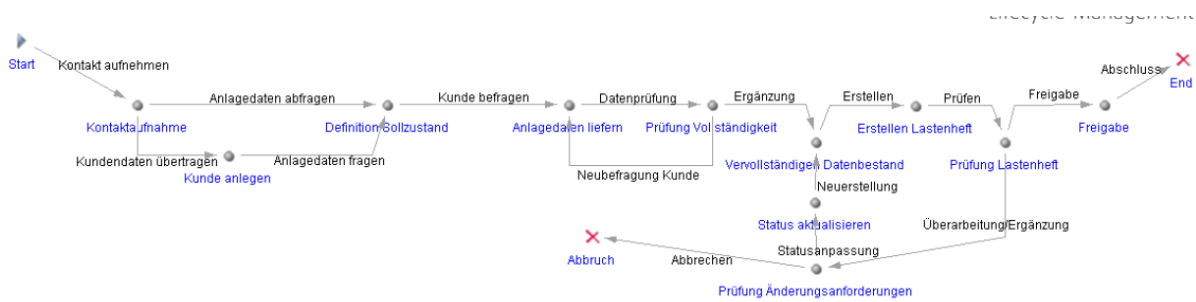 Lifecycle Management
Start
Kontakt aufnehmen
Abschluss
End
Anlagedaten abfragen
Kunde befragen
Datenprüfung
Ergänzung
Erstellen
Prüfen
Freigabe
Kontaktaufnahme
Definition Sollzustand
Anlagedaten liefern
Prüfung Vollständigkeit
Erstellen Lastenheft
Freigabe
Kundendaten übertragen
Anlagedaten fragen
Kunde anlegen
Neubefragung Kunde
Vervollständigen Datenbestand
Prüfung Lastenheft
Neuerstellung
Status aktualisieren
Überarbeitung/Ergänzung
Abbruch
Abbrechen
Statusanpassung
Prüfung Änderungsanforderungen